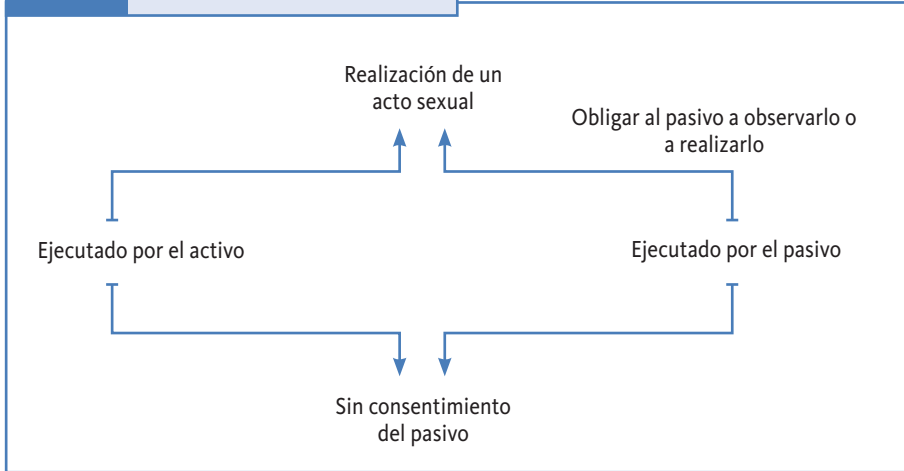 Realización de un
acto sexual
Obligar al pasivo a observarlo o
a realizarlo
Ejecutado por el activo
Ejecutado por el pasivo
Sin consentimiento
del pasivo